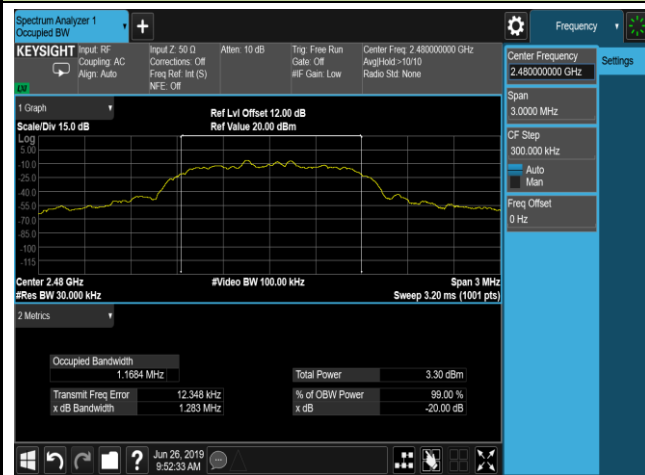 Spectrum Analyzer 1
Occupied BW
Frequency
KEYSIGHT
LXI
Input: RF
Coupling: AC
Align: Auto
Input Z: 50 Ω
Corrections: Off
Freq Ref: Int (S)
NFE: Off
Atten: 10 dB
Trig: Free Run
Gate: Off
#IF Gain: Low
Center Freq: 2.480000000 GHz
Avg|Hold:>10/10
Radio Std: None
Center Frequency
2.480000000 GHz
Settings
Span
3.0000 MHz
CF Step
300.000 kHz
Auto
Man
Freq Offset
0 Hz
1 Graph
Scale/Div 15.0 dB
Ref Lvl Offset 12.00 dB
Ref Value 20.00 dBm
Log
5.00
-10.0
-25.0
-40.0
-55.0
-70.0
-85.0
-100
-115
Center 2.48 GHz
#Video BW 100.00 kHz
Span 3 MHz
#Res BW 30.000 kHz
Sweep 3.20 ms (1001 pts)
2 Metrics
Occupied Bandwidth
1.1684 MHz
Total Power 3.30 dBm
Transmit Freq Error 12.348 kHz
% of OBW Power 99.00 %
x dB Bandwidth 1.283 MHz
x dB -20.00 dB
?
Jun 26, 2019
9:52:33 AM